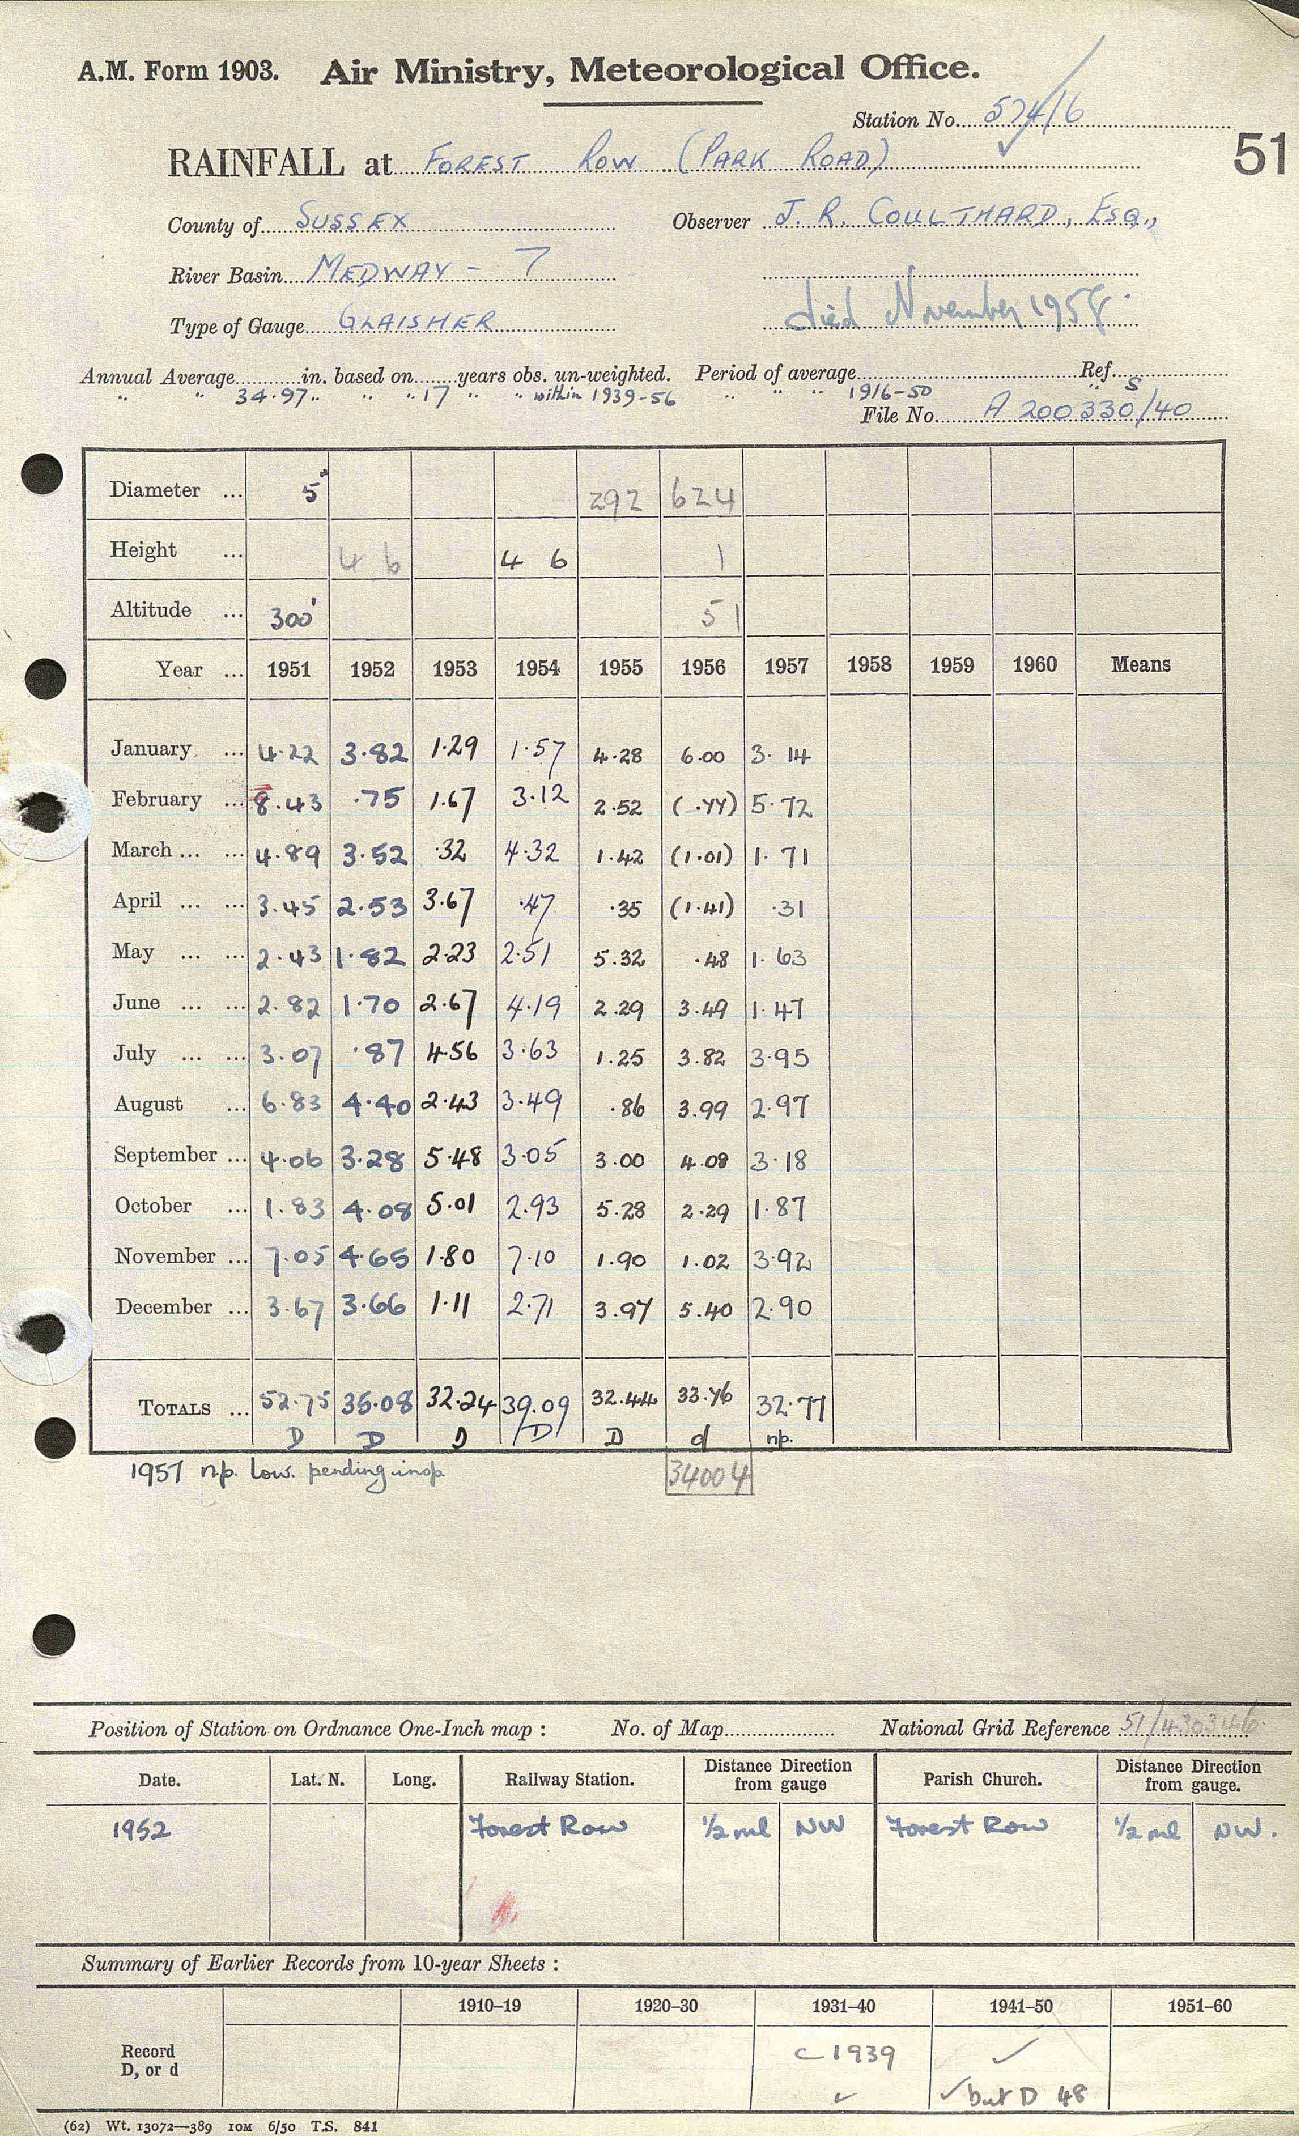 A.M. Form 1903. Air Ministry, Meteorological Office.
Station No. 574/6
51
RAINFALL at FOREST ROW (PARK ROAD)
County of SUSSEX Observer J. R. COULTHARD, ESQ.,
River Basin MEDWAY - 7
Type of Gauge GLAISHER died November 1958.
Annual Average in. based on years obs. un-weighted. Period of average Ref.
" " 34.97 " " " 17 " " within 1939-56 " " " 1916-50 " S
File No. A 200330/40
Diameter ... 5" 292 624
Height ... 4 6 4 6 1
Altitude ... 300' 51
Year ... 1951 1952 1953 1954 1955 1956 1957 1958 1959 1960 Means
January ... 4.22 3.82 1.29 1.57 4.28 6.00 3.14
February ... 8.43 .75 1.67 3.12 2.52 (.44) 5.72
March ... ... 4.89 3.52 .32 4.32 1.42 (1.01) 1.71
April ... ... 3.45 2.53 3.67 .47 .35 (1.41) .31
May ... ... 2.43 1.82 2.23 2.51 5.32 .48 1.63
June ... ... 2.82 1.70 2.67 4.19 2.29 3.49 1.47
July ... ... 3.07 .87 4.56 3.63 1.25 3.82 3.95
August ... 6.83 4.40 2.43 3.49 .86 3.99 2.97
September ... 4.06 3.28 5.48 3.05 3.00 4.08 3.18
October ... 1.83 4.08 5.01 2.93 5.28 2.29 1.87
November ... 7.05 4.65 1.80 7.10 1.90 1.02 3.92
December ... 3.67 3.66 1.11 2.71 3.97 5.40 2.90
TOTALS ... 52.75 35.08 32.24 39.09 32.44 33.46 32.77
D D D D D d np.
1957 np. low. pending insp. 34004
Position of Station on Ordnance One-Inch map : No. of Map National Grid Reference 51/430346
Date. Lat. N. Long. Railway Station. Distance Direction from gauge Parish Church. Distance Direction from gauge.
1952 Forest Row 1/2 ml NW Forest Row 1/2 ml NW.
Summary of Earlier Records from 10-year Sheets :
1910–19 1920–30 1931–40 1941–50 1951–60
Record D, or d c 1939 ✓
✓ ✓ but D 48
(62) Wt. 13072—389 10M 6/50 T.S. 841